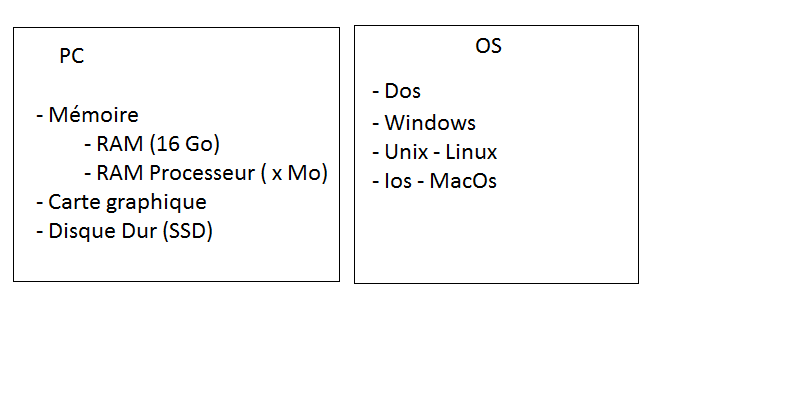 PC
- Mémoire
- RAM (16 Go)
- RAM Processeur ( x Mo)
- Carte graphique
- Disque Dur (SSD)
OS
- Dos
- Windows
- Unix - Linux
- Ios - MacOs